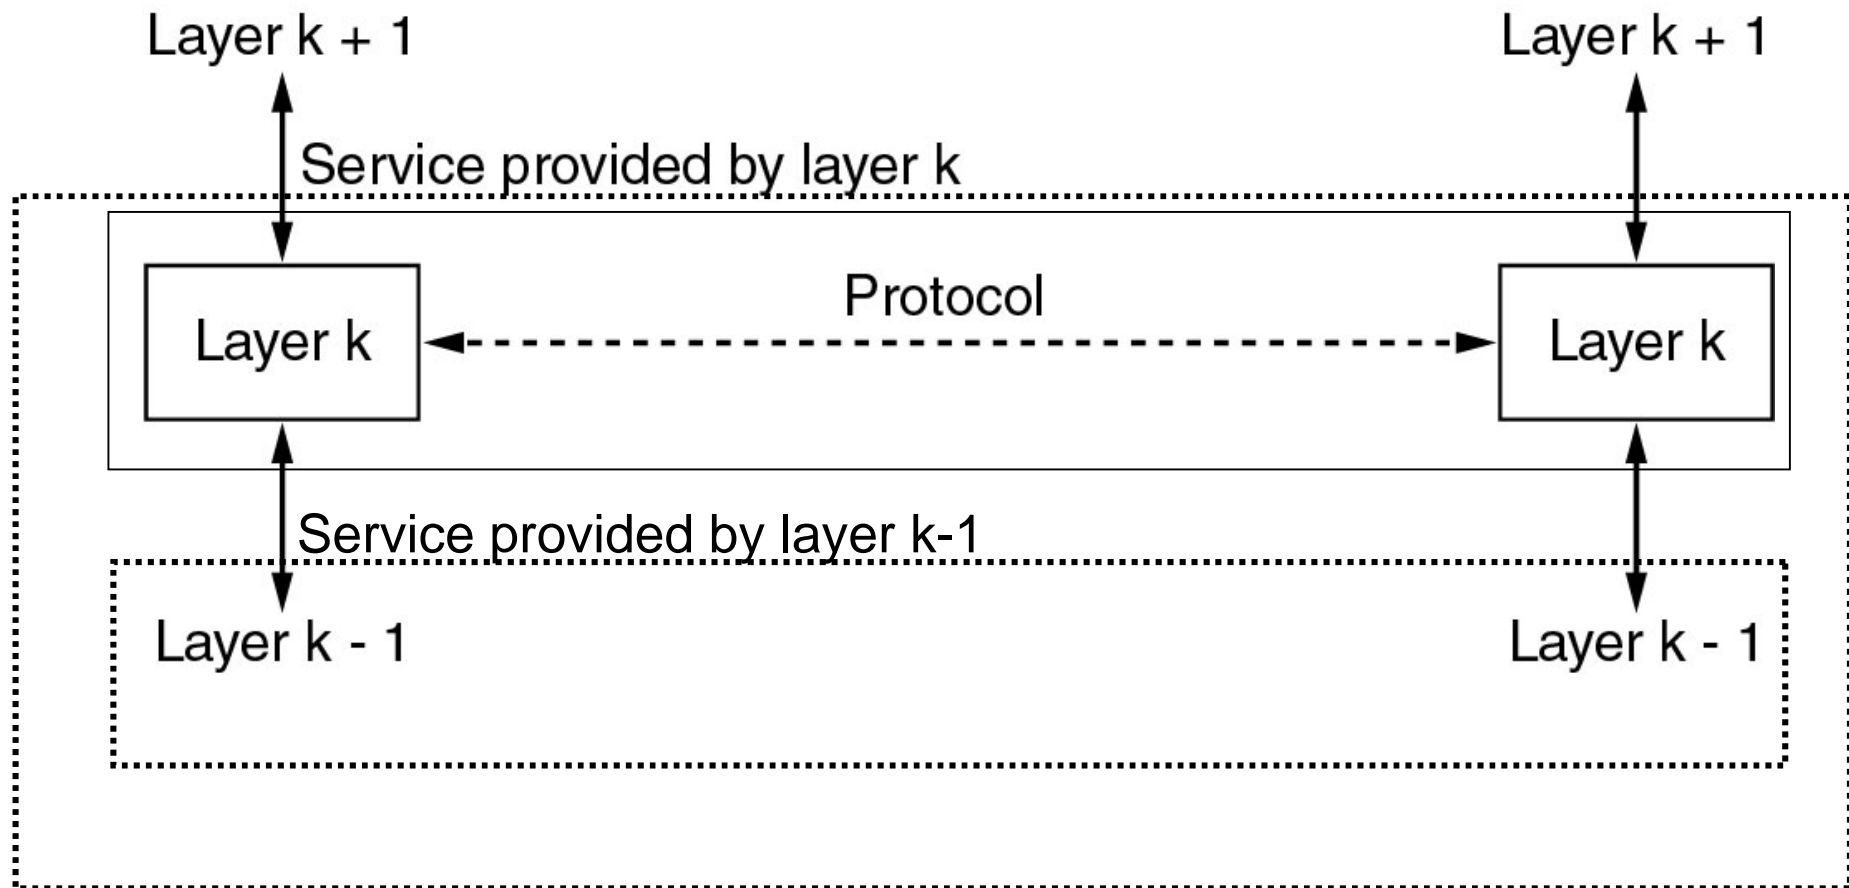 Layer k + 1
Layer k + 1
Service provided by layer k
Protocol
Layer k
Layer k
Service provided by layer k-1
Layer k - 1
Layer k - 1